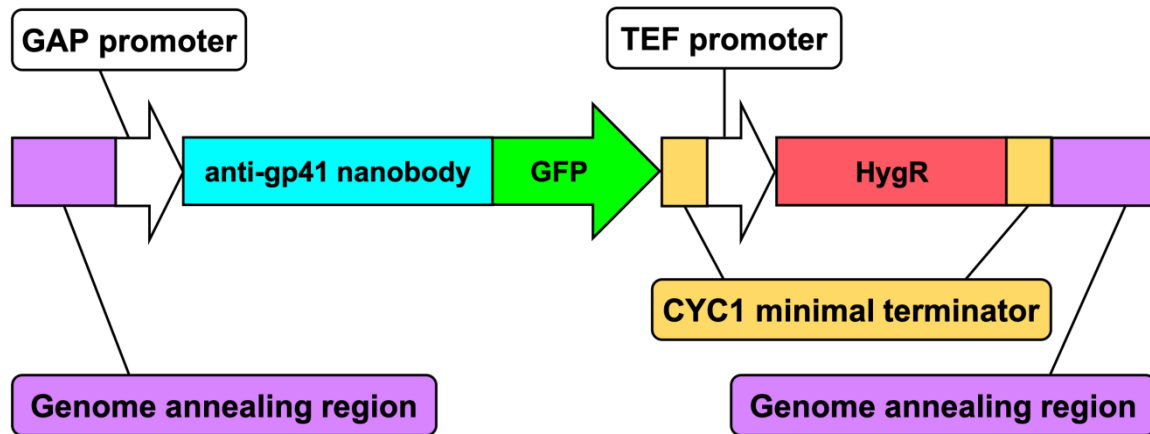 GAP promoter
TEF promoter
anti-gp41 nanobody
GFP
HygR
CYC1 minimal terminator
Genome annealing region
Genome annealing region